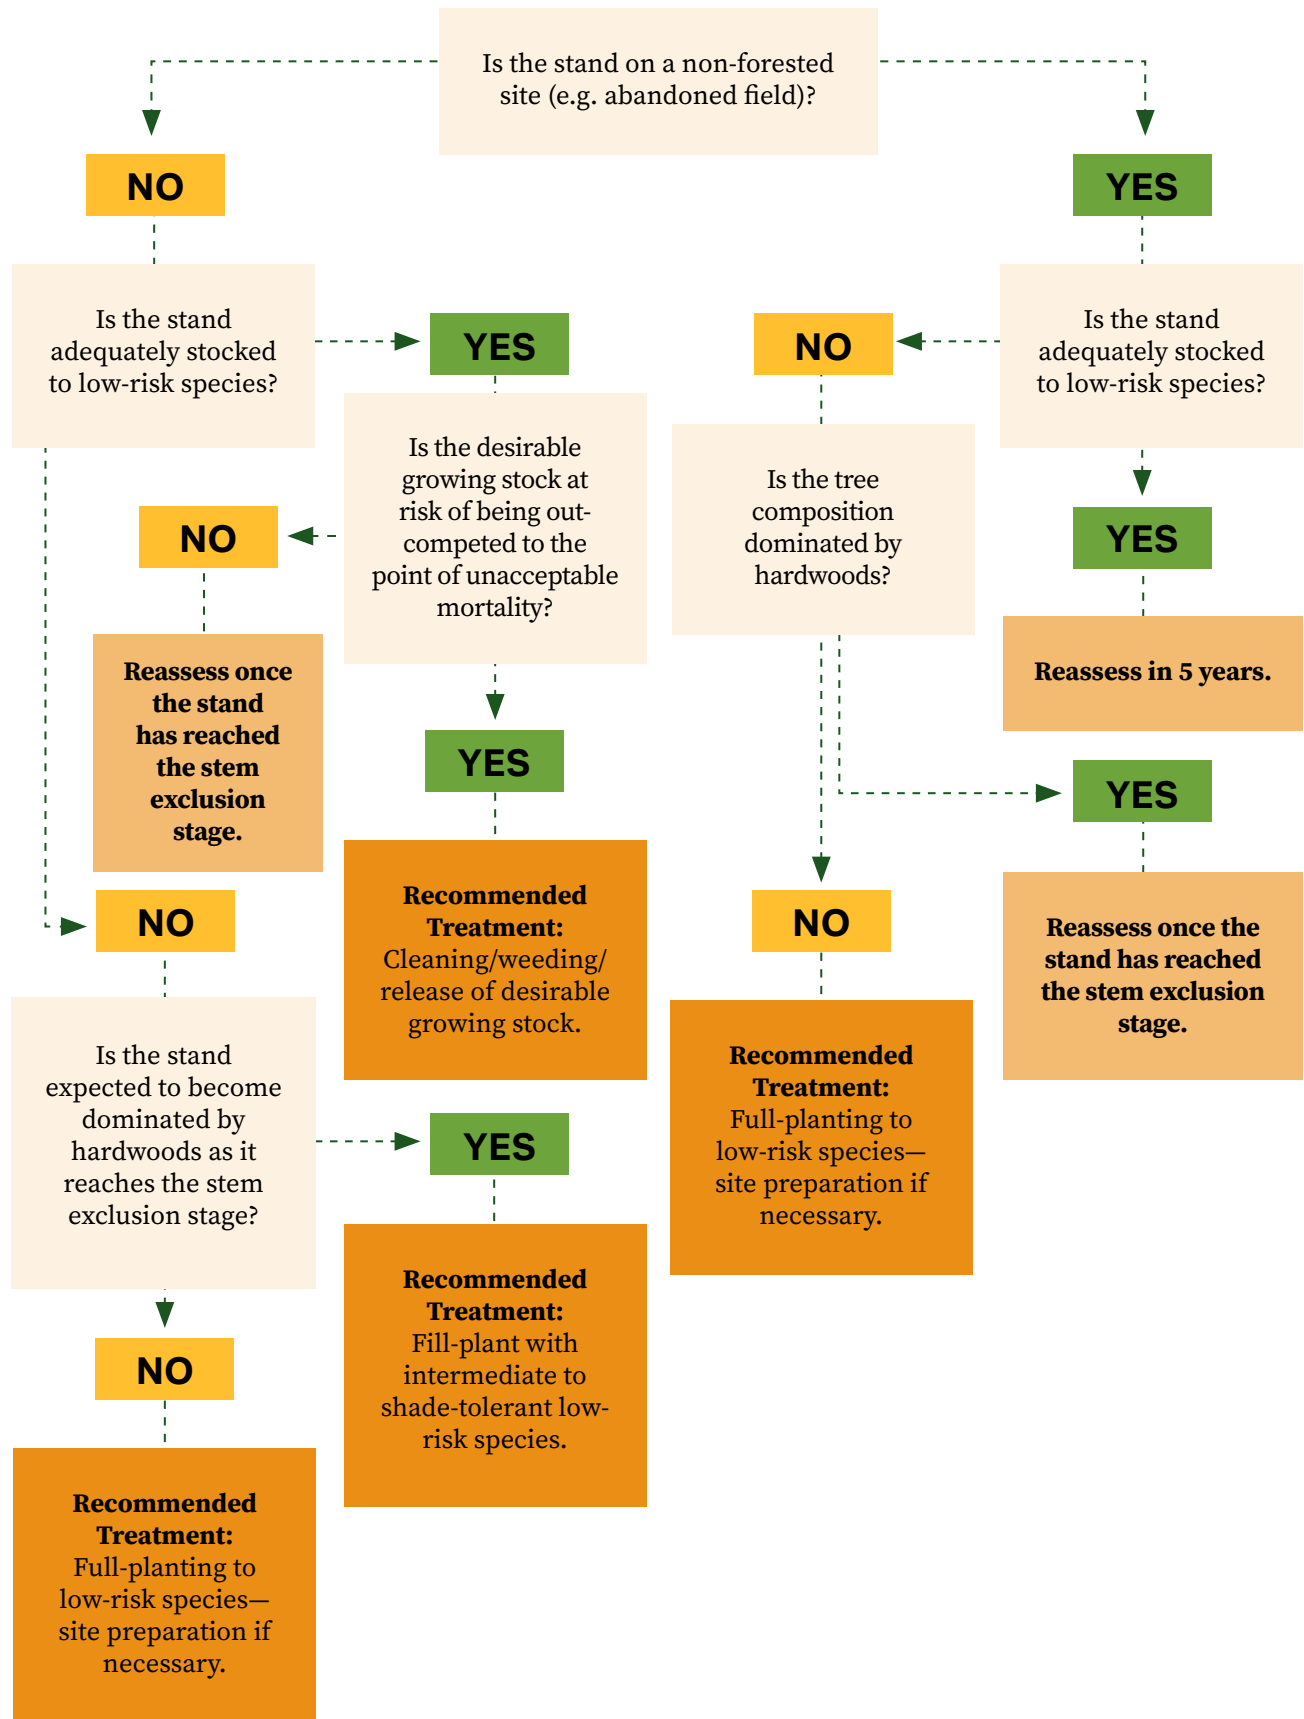 Is the stand on a non-forested
site (e.g. abandoned field)?
NO
YES
Is the stand
adequately stocked
to low-risk species?
YES
NO
Is the stand
adequately stocked
to low-risk species?
Is the desirable
growing stock at
risk of being out-
competed to the
point of unacceptable
mortality?
Is the tree
composition
dominated by
hardwoods?
NO
YES
Reassess once
the stand
has reached
the stem
exclusion
stage.
Reassess in 5 years.
YES
YES
NO
Recommended
Treatment:
Cleaning/weeding/
release of desirable
growing stock.
NO
Reassess once the
stand has reached
the stem exclusion
stage.
Is the stand
expected to become
dominated by
hardwoods as it
reaches the stem
exclusion stage?
YES
Recommended
Treatment:
Full-planting to
low-risk species—
site preparation if
necessary.
Recommended
Treatment:
Fill-plant with
intermediate to
shade-tolerant low-
risk species.
NO
Recommended
Treatment:
Full-planting to
low-risk species—
site preparation if
necessary.